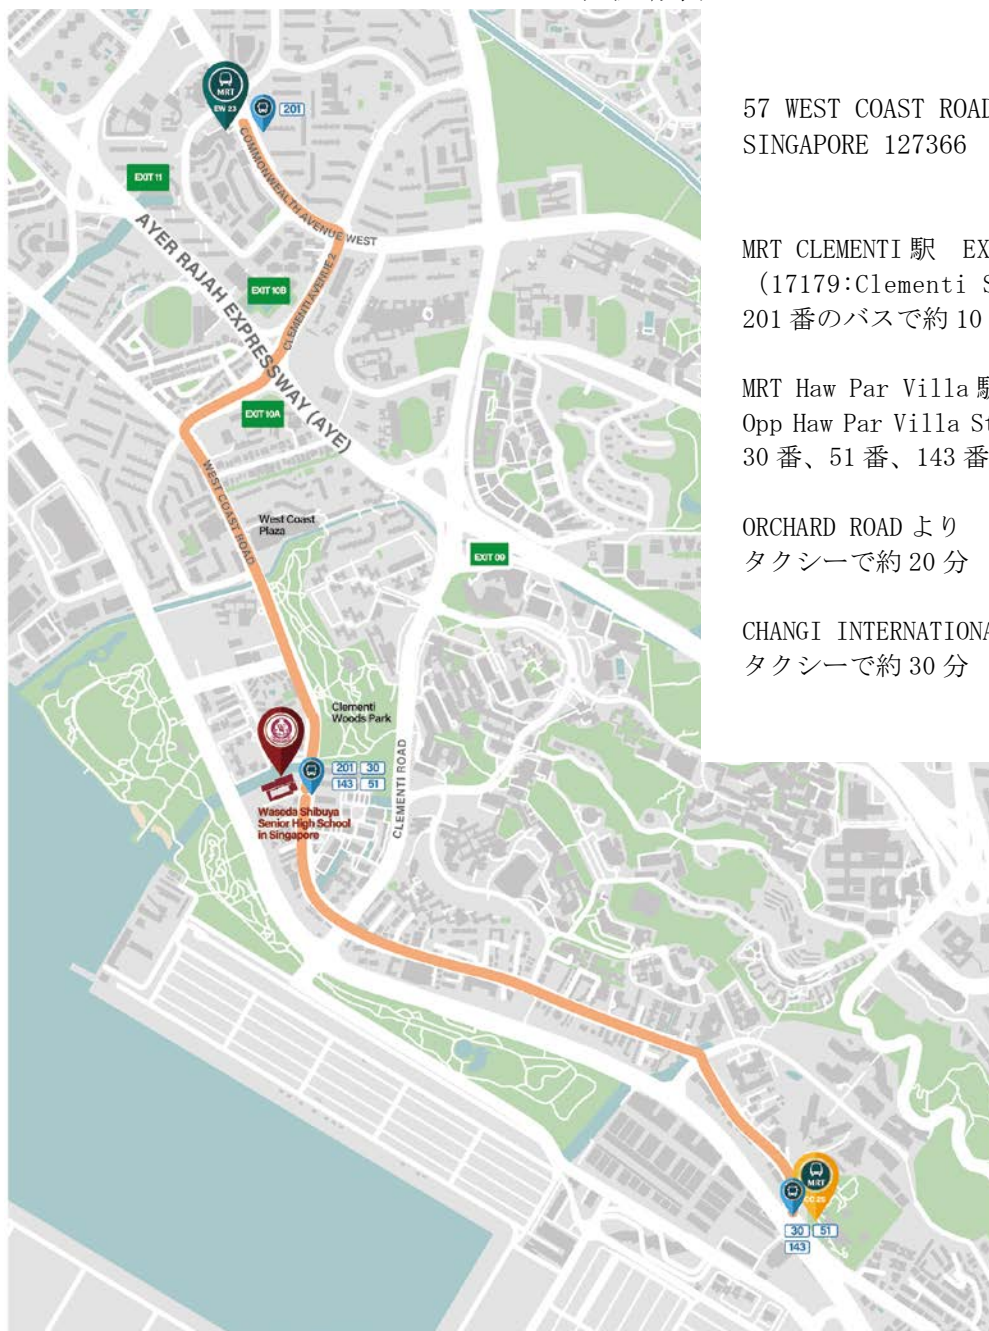 57 WEST COAST ROAD
SINGAPORE 127366
MRT CLEMENTI駅 EX
(17179:Clementi S
201番のバスで約10
MRT Haw Par Villa
Opp Haw Par Villa St
30番、51番、143番
ORCHARD ROADより
タクシーで約20分
CHANGI INTERNATIONA
タクシーで約30分
MRT
EW 23
201
COMMONWEALTH AVENUE WEST
EXIT 11
AYER RAJAH EXPRESSWAY (AYE)
EXIT 10B
CLEMENTI AVENUE 2
EXIT 10A
WEST COAST ROAD
West Coast
Plaza
EXIT 09
Clementi
Woods Park
CLEMENTI ROAD
201 30
143 51
Waseda Shibuya
Senior High School
in Singapore
MRT
CC 25
30 51
143